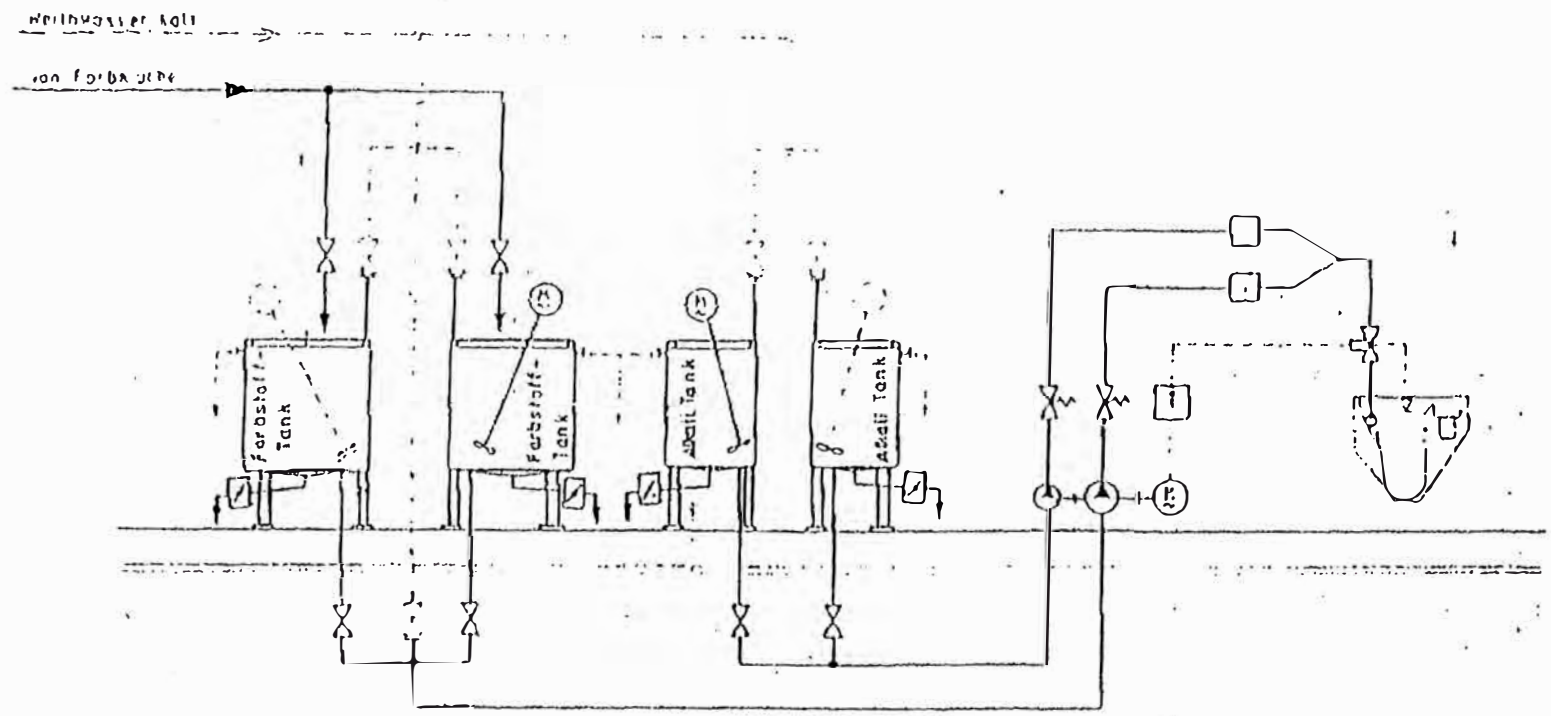 Weichwasser kalt
von Farbküche
Farbstoff-
Tank
Farbstoff-
Tank
Alkali Tank
Alkali Tank
M
M
M